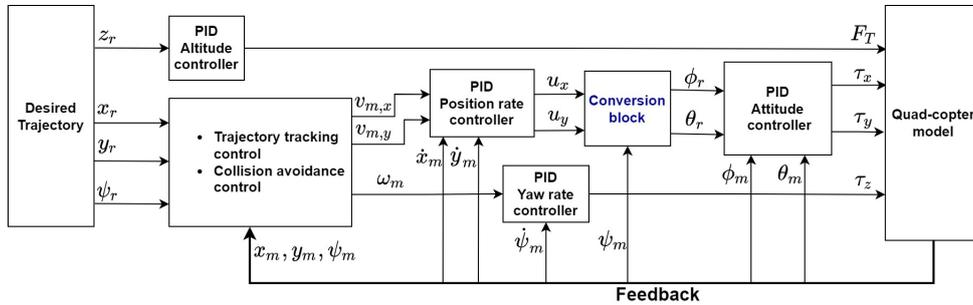 Desired
Trajectory
z_r
x_r
y_r
ψ_r
PID
Altitude
controller
• Trajectory tracking
control
• Collision avoidance
control
v_{m,x}
v_{m,y}
ω_m
x_m, y_m, ψ_m
PID
Position rate
controller
ẋ_m ẏ_m
u_x
u_y
PID
Yaw rate
controller
ψ̇_m
Conversion
block
ψ_m
ϕ_r
θ_r
PID
Attitude
controller
ϕ_m θ_m
F_T
τ_x
τ_y
τ_z
Quad-copter
model
Feedback